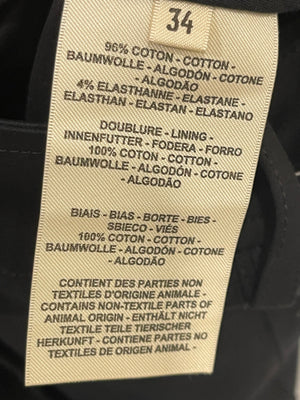 34
96% COTON - COTTON -
BAUMWOLLE - ALGODÓN - COTONE
- ALGODÃO
4% ELASTHANNE - ELASTANE -
ELASTHAN - ELASTAN - ELASTANO
DOUBLURE - LINING -
INNENFUTTER - FODERA - FORRO
100% COTON - COTTON -
BAUMWOLLE - ALGODÓN - COTONE
- ALGODÃO
BIAIS - BIAS - BORTE - BIES -
SBIECO - VIÉS
100% COTON - COTTON -
BAUMWOLLE - ALGODÓN - COTONE
- ALGODÃO
CONTIENT DES PARTIES NON
TEXTILES D'ORIGINE ANIMALE -
CONTAINS NON-TEXTILE PARTS OF
ANIMAL ORIGIN - ENTHÄLT NICHT
TEXTILE TEILE TIERISCHER
HERKUNFT - CONTIENE PARTES NO
TEXTILES DE ORIGEN ANIMAL -